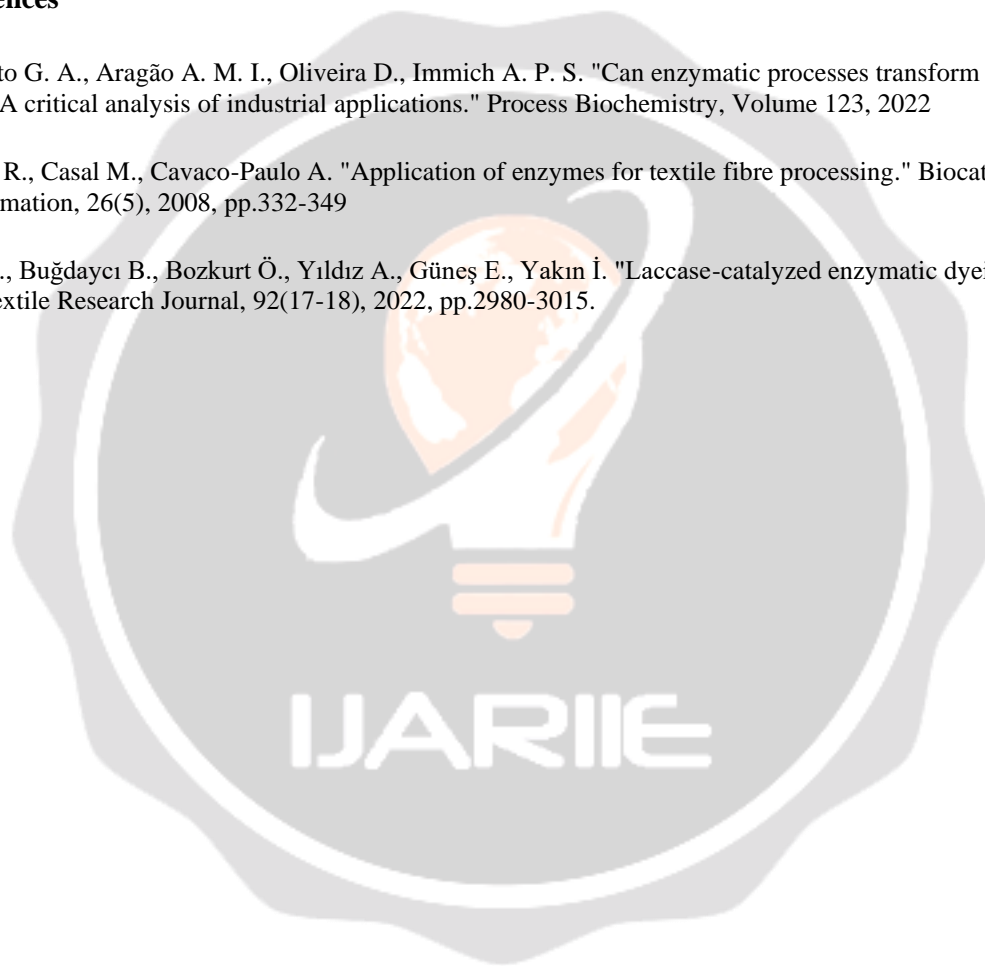 ences
to G. A., Aragão A. M. I., Oliveira D., Immich A. P. S. "Can enzymatic processes transform
A critical analysis of industrial applications." Process Biochemistry, Volume 123, 2022
R., Casal M., Cavaco-Paulo A. "Application of enzymes for textile fibre processing." Biocat
rmation, 26(5), 2008, pp.332-349
., Buğdaycı B., Bozkurt Ö., Yıldız A., Güneş E., Yakın İ. "Laccase-catalyzed enzymatic dyei
extile Research Journal, 92(17-18), 2022, pp.2980-3015.
IJARIIE